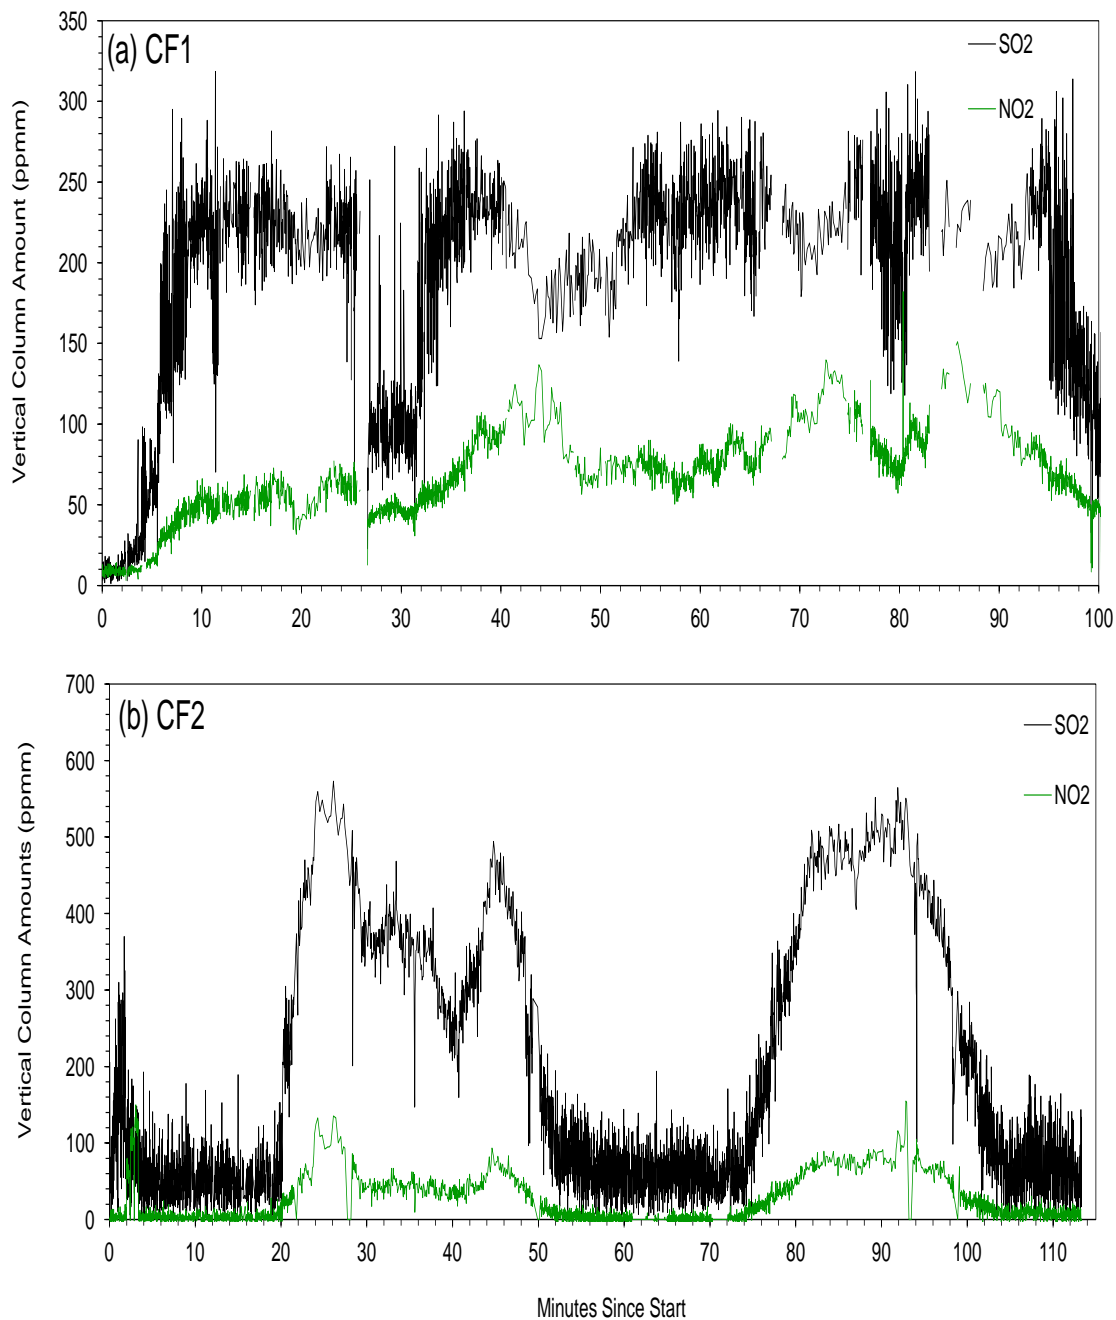 (a) CF1
SO2
NO2
Vertical Column Amount (ppmm)
350
300
250
200
150
100
50
0
0 10 20 30 40 50 60 70 80 90 100
(b) CF2
SO2
NO2
Vertical Column Amounts (ppmm)
700
600
500
400
300
200
100
0
0 10 20 30 40 50 60 70 80 90 100 110
Minutes Since Start